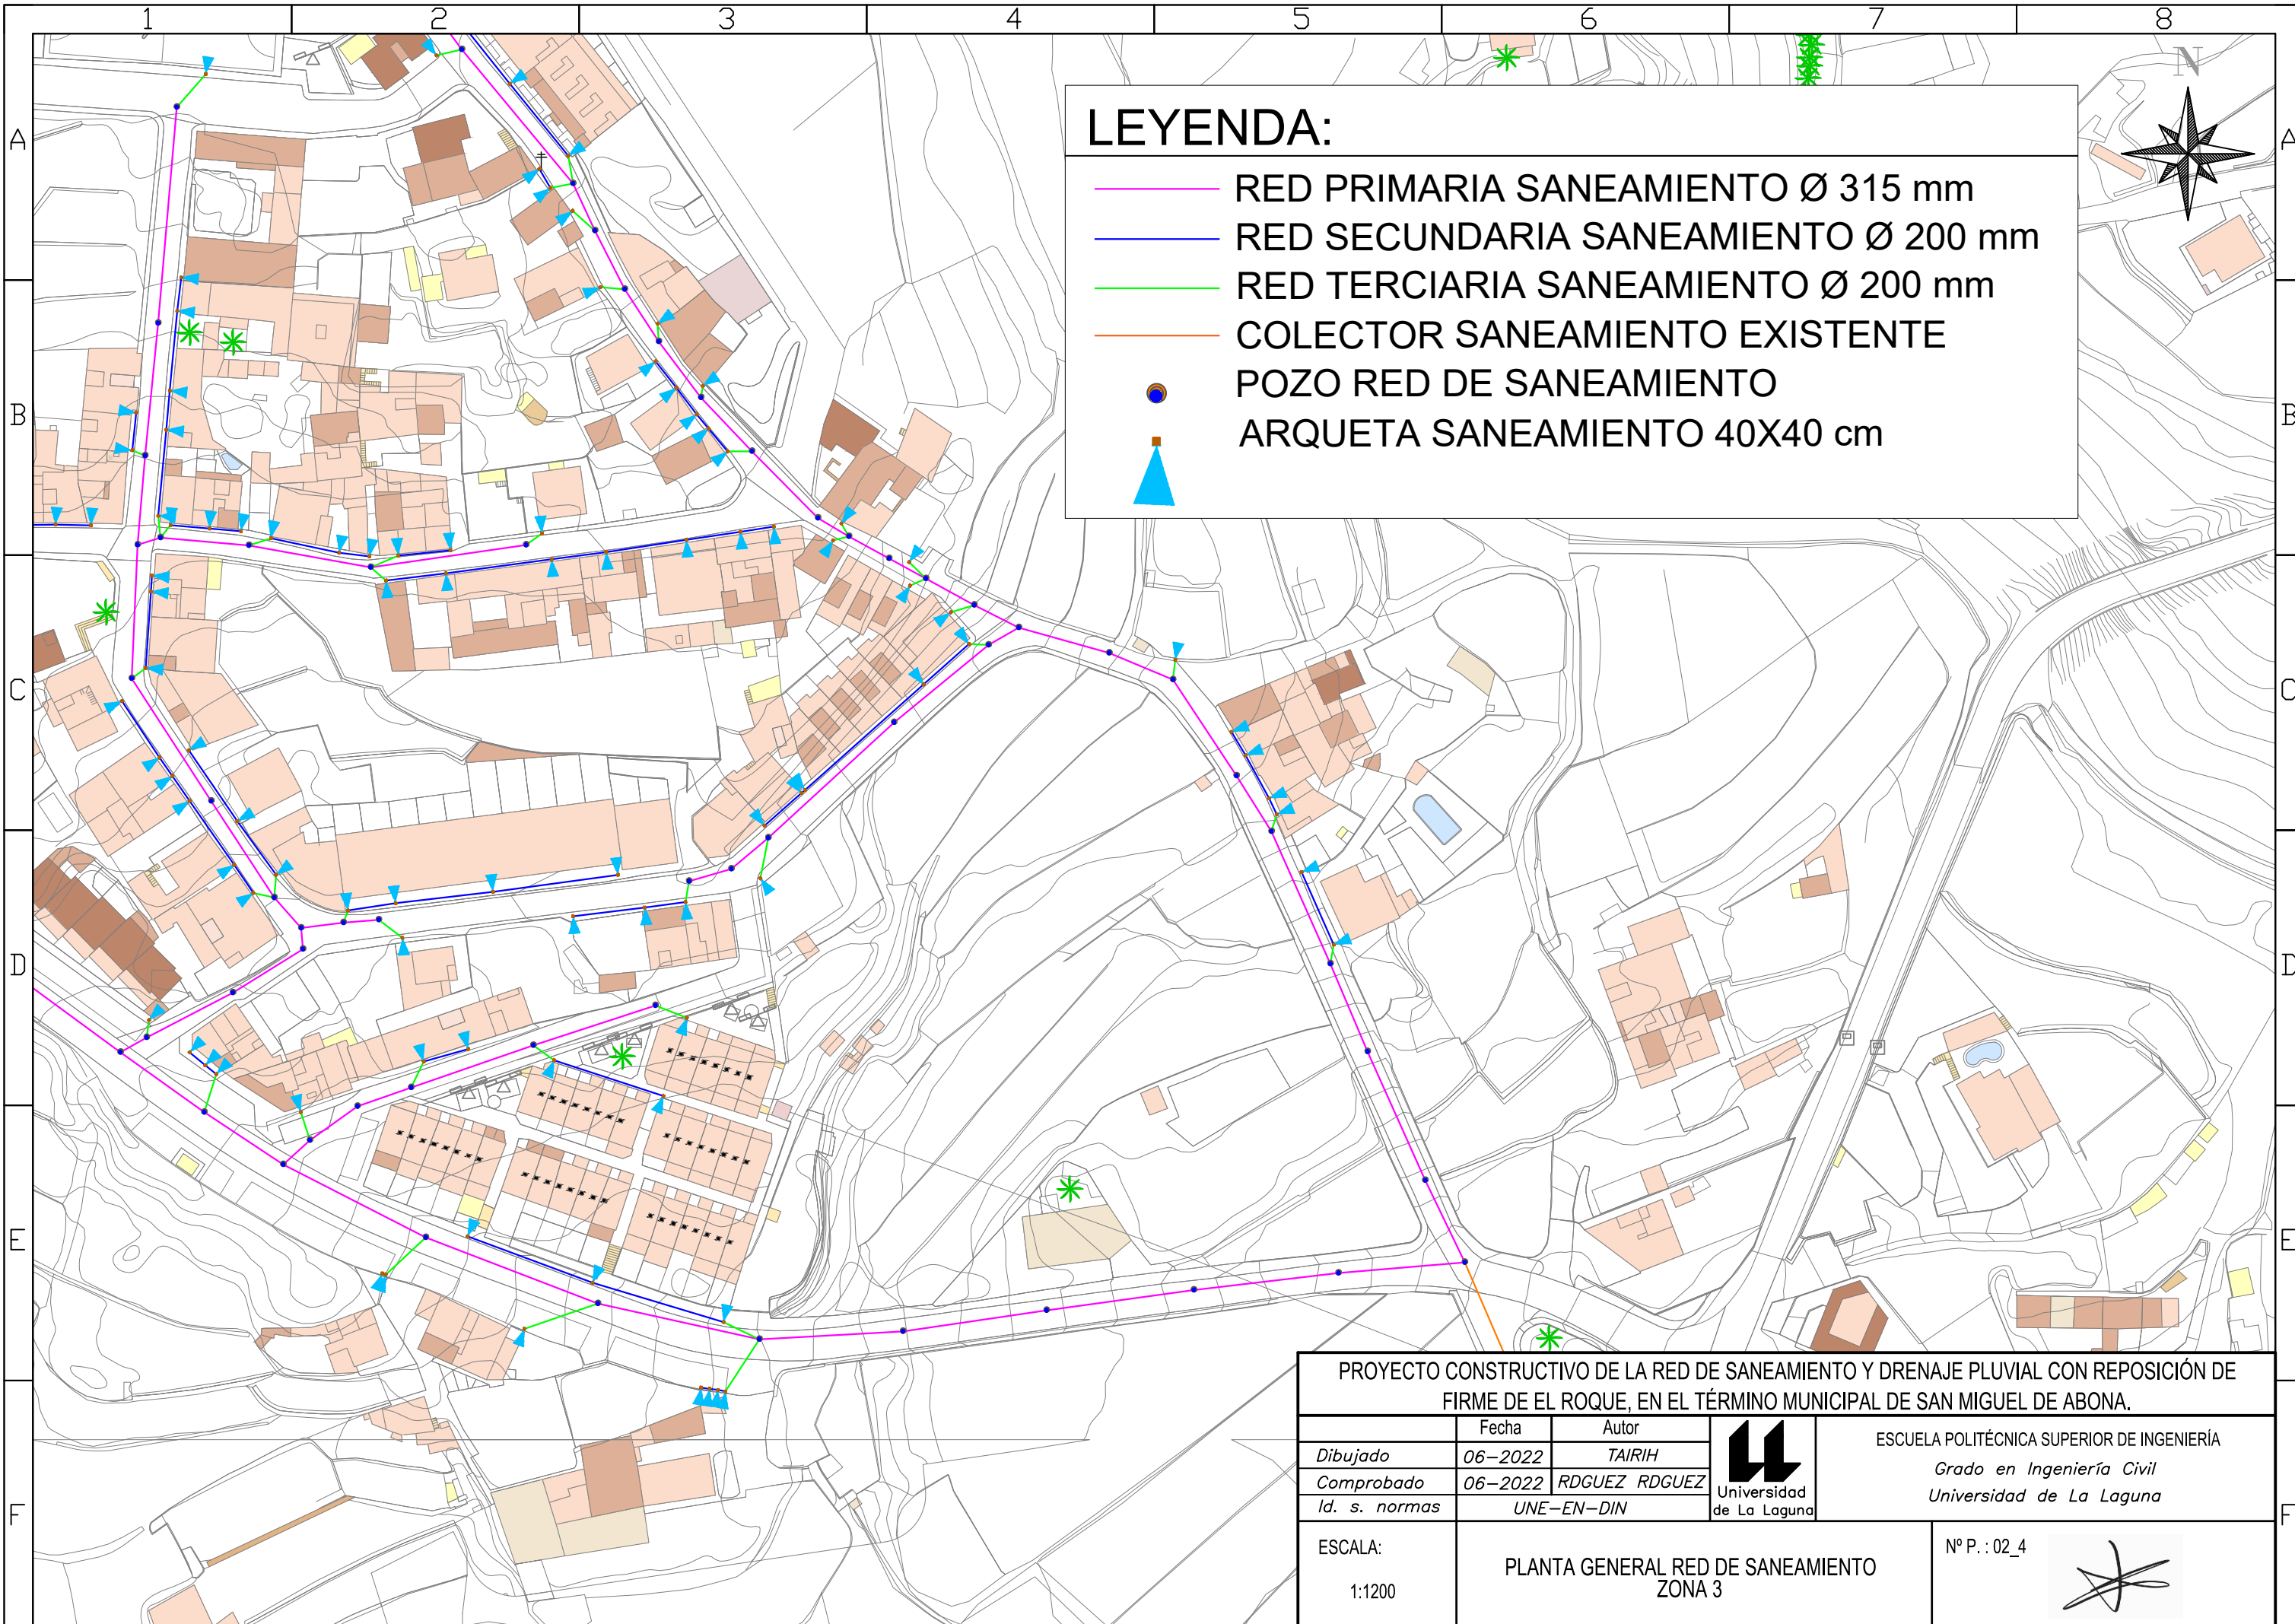 1 2 3 4 5 6 7 8
N
A A
B B
C C
D D
E E
F F
LEYENDA:
RED PRIMARIA SANEAMIENTO Ø 315 mm
RED SECUNDARIA SANEAMIENTO Ø 200 mm
RED TERCIARIA SANEAMIENTO Ø 200 mm
COLECTOR SANEAMIENTO EXISTENTE
POZO RED DE SANEAMIENTO
ARQUETA SANEAMIENTO 40X40 cm
PROYECTO CONSTRUCTIVO DE LA RED DE SANEAMIENTO Y DRENAJE PLUVIAL CON REPOSICIÓN DE
FIRME DE EL ROQUE, EN EL TÉRMINO MUNICIPAL DE SAN MIGUEL DE ABONA.
Fecha Autor
Dibujado 06-2022 TAIRIH
Comprobado 06-2022 RDGUEZ RDGUEZ
Id. s. normas UNE-EN-DIN
Universidad
de La Laguna
ESCUELA POLITÉCNICA SUPERIOR DE INGENIERÍA
Grado en Ingeniería Civil
Universidad de La Laguna
ESCALA:
1:1200
PLANTA GENERAL RED DE SANEAMIENTO
ZONA 3
Nº P. : 02_4